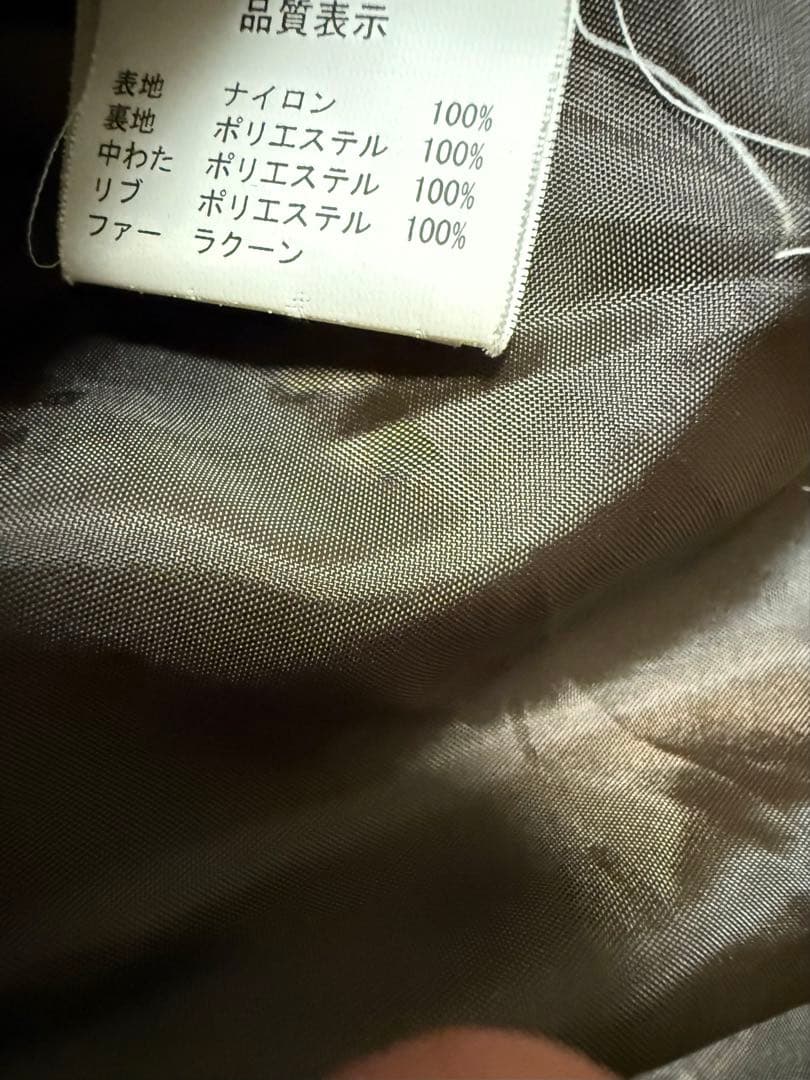 品質表示
表地 ナイロン 100%
裏地 ポリエステル 100%
中わた ポリエステル 100%
リブ ポリエステル 100%
ファー ラクーン